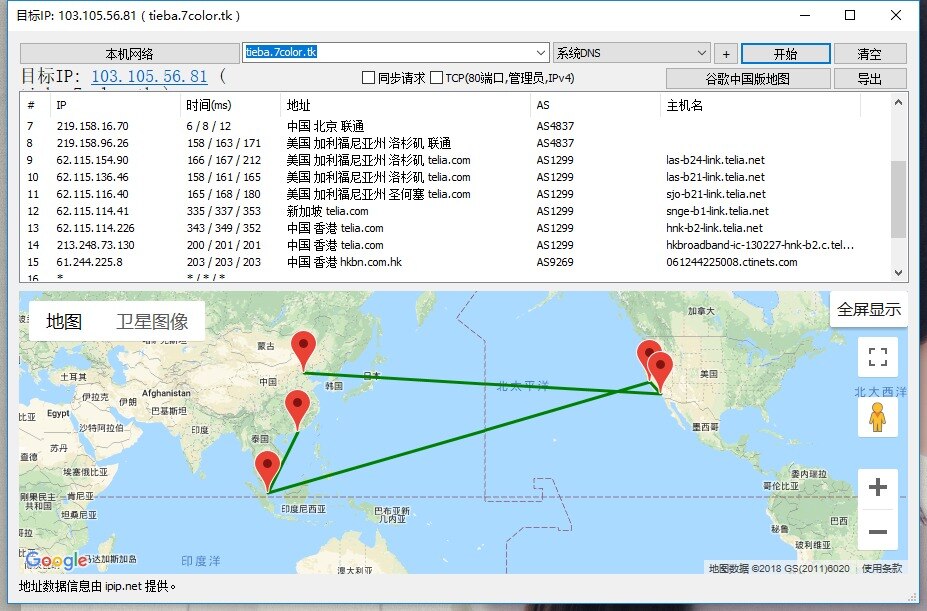 目标IP: 103.105.56.81 ( tieba.7color.tk )
本机网络 tieba.7color.tk 系统DNS + 开始 清空
目标IP: 103.105.56.81 (
同步请求 TCP(80端口,管理员,IPv4) 谷歌中国版地图 导出
# IP 时间(ms) 地址 AS 主机名
7 219.158.16.70 6 / 8 / 12 中国 北京 联通 AS4837
8 219.158.96.26 158 / 163 / 171 美国 加利福尼亚州 洛杉矶 联通 AS4837
9 62.115.154.90 166 / 167 / 212 美国 加利福尼亚州 洛杉矶 telia.com AS1299 las-b24-link.telia.net
10 62.115.136.46 158 / 161 / 165 美国 加利福尼亚州 洛杉矶 telia.com AS1299 las-b21-link.telia.net
11 62.115.116.40 165 / 168 / 180 美国 加利福尼亚州 圣何塞 telia.com AS1299 sjo-b21-link.telia.net
12 62.115.114.41 335 / 337 / 353 新加坡 telia.com AS1299 snge-b1-link.telia.net
13 62.115.114.226 343 / 349 / 352 中国 香港 telia.com AS1299 hnk-b2-link.telia.net
14 213.248.73.130 200 / 201 / 201 中国 香港 telia.com AS1299 hkbroadband-ic-130227-hnk-b2.c.tel...
15 61.244.225.8 203 / 203 / 203 中国 香港 hkbn.com.hk AS9269 061244225008.ctinets.com
16 * * / * / *
地图 卫星图像 全屏显示
加拿大
蒙古
土耳其 中国 韩国 日本 北太平洋 美国 北大西洋
伊拉克 伊朗 Afghanistan
Egypt 巴基斯坦
沙特阿拉伯 印度 墨西哥
苏丹 泰国
埃塞俄比亚 委内瑞拉
哥伦比亚
刚果民主 肯尼亚
共和国 坦桑尼亚 印度尼西亚 巴布亚新
几内亚
秘鲁 巴西
玻利维亚
Google 马达加斯加岛 印度洋
澳大利亚 地图数据 ©2018 GS(2011)6020 使用条款
地址数据信息由 ipip.net 提供。